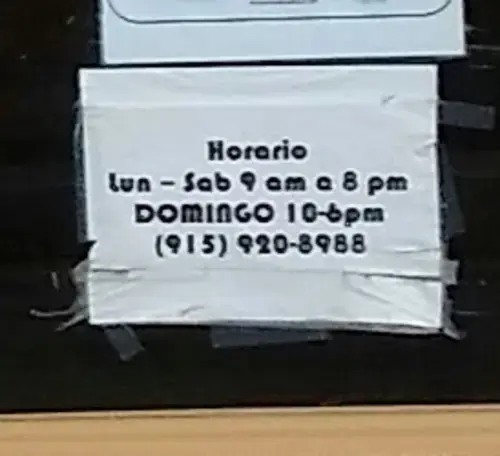 Horario
Lun – Sab 9 am a 8 pm
DOMINGO 10-6pm
(915) 920-8988